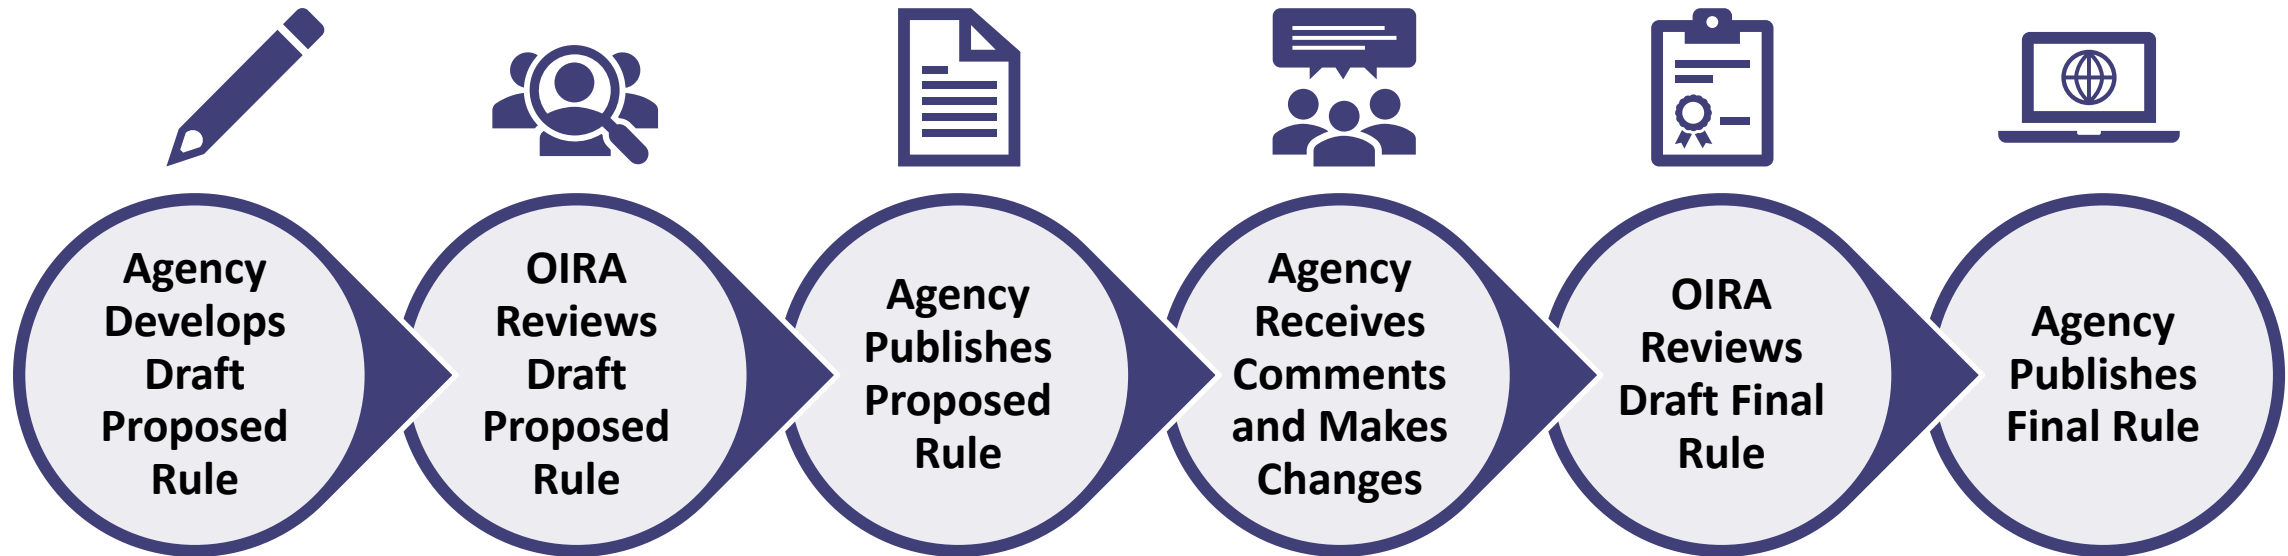 Agency
Develops
Draft
Proposed
Rule
OIRA
Reviews
Draft
Proposed
Rule
Agency
Publishes
Proposed
Rule
Agency
Receives
Comments
and Makes
Changes
OIRA
Reviews
Draft Final
Rule
Agency
Publishes
Final Rule